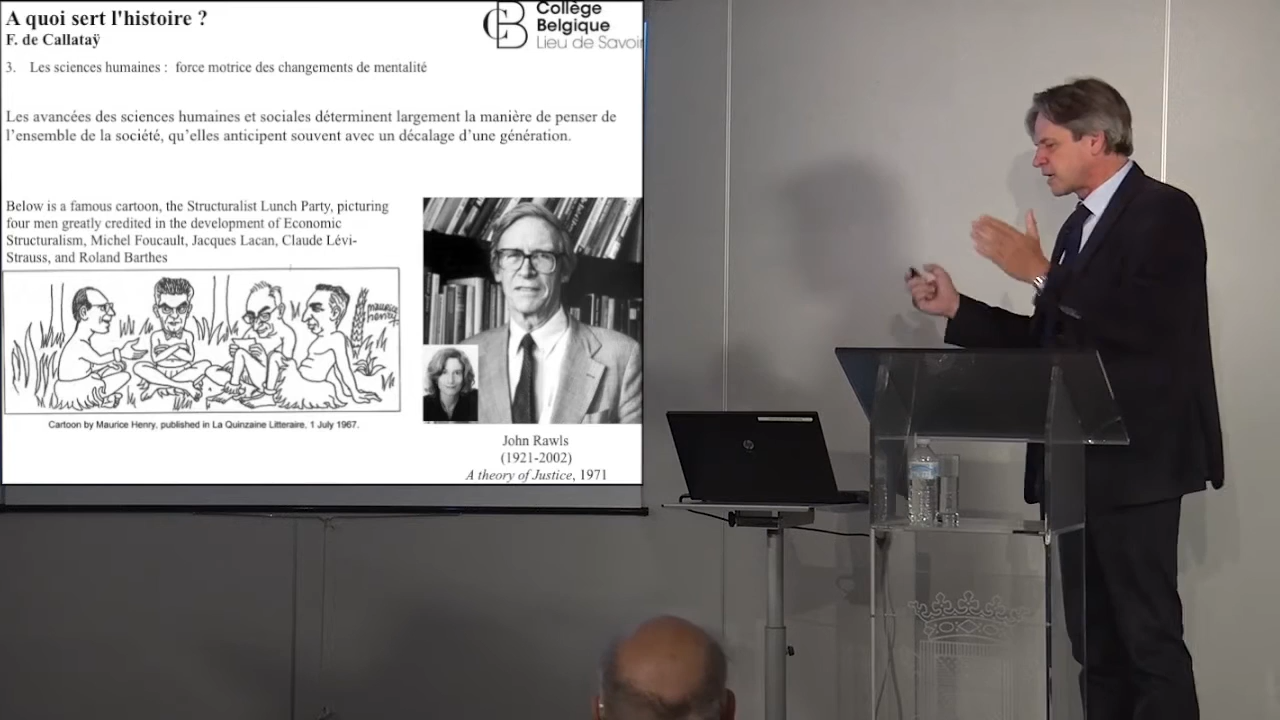 A quoi sert l'histoire ?
F. de Callataÿ
Collège
Belgique
Lieu de Savoir
3. Les sciences humaines : force motrice des changements de mentalité
Les avancées des sciences humaines et sociales déterminent largement la manière de penser de
l'ensemble de la société, qu'elles anticipent souvent avec un décalage d'une génération.
Below is a famous cartoon, the Structuralist Lunch Party, picturing
four men greatly credited in the development of Economic
Structuralism, Michel Foucault, Jacques Lacan, Claude Lévi-
Strauss, and Roland Barthes
maurice
henry
Cartoon by Maurice Henry, published in La Quinzaine Litteraire, 1 July 1967.
John Rawls
(1921-2002)
A theory of Justice, 1971
hp